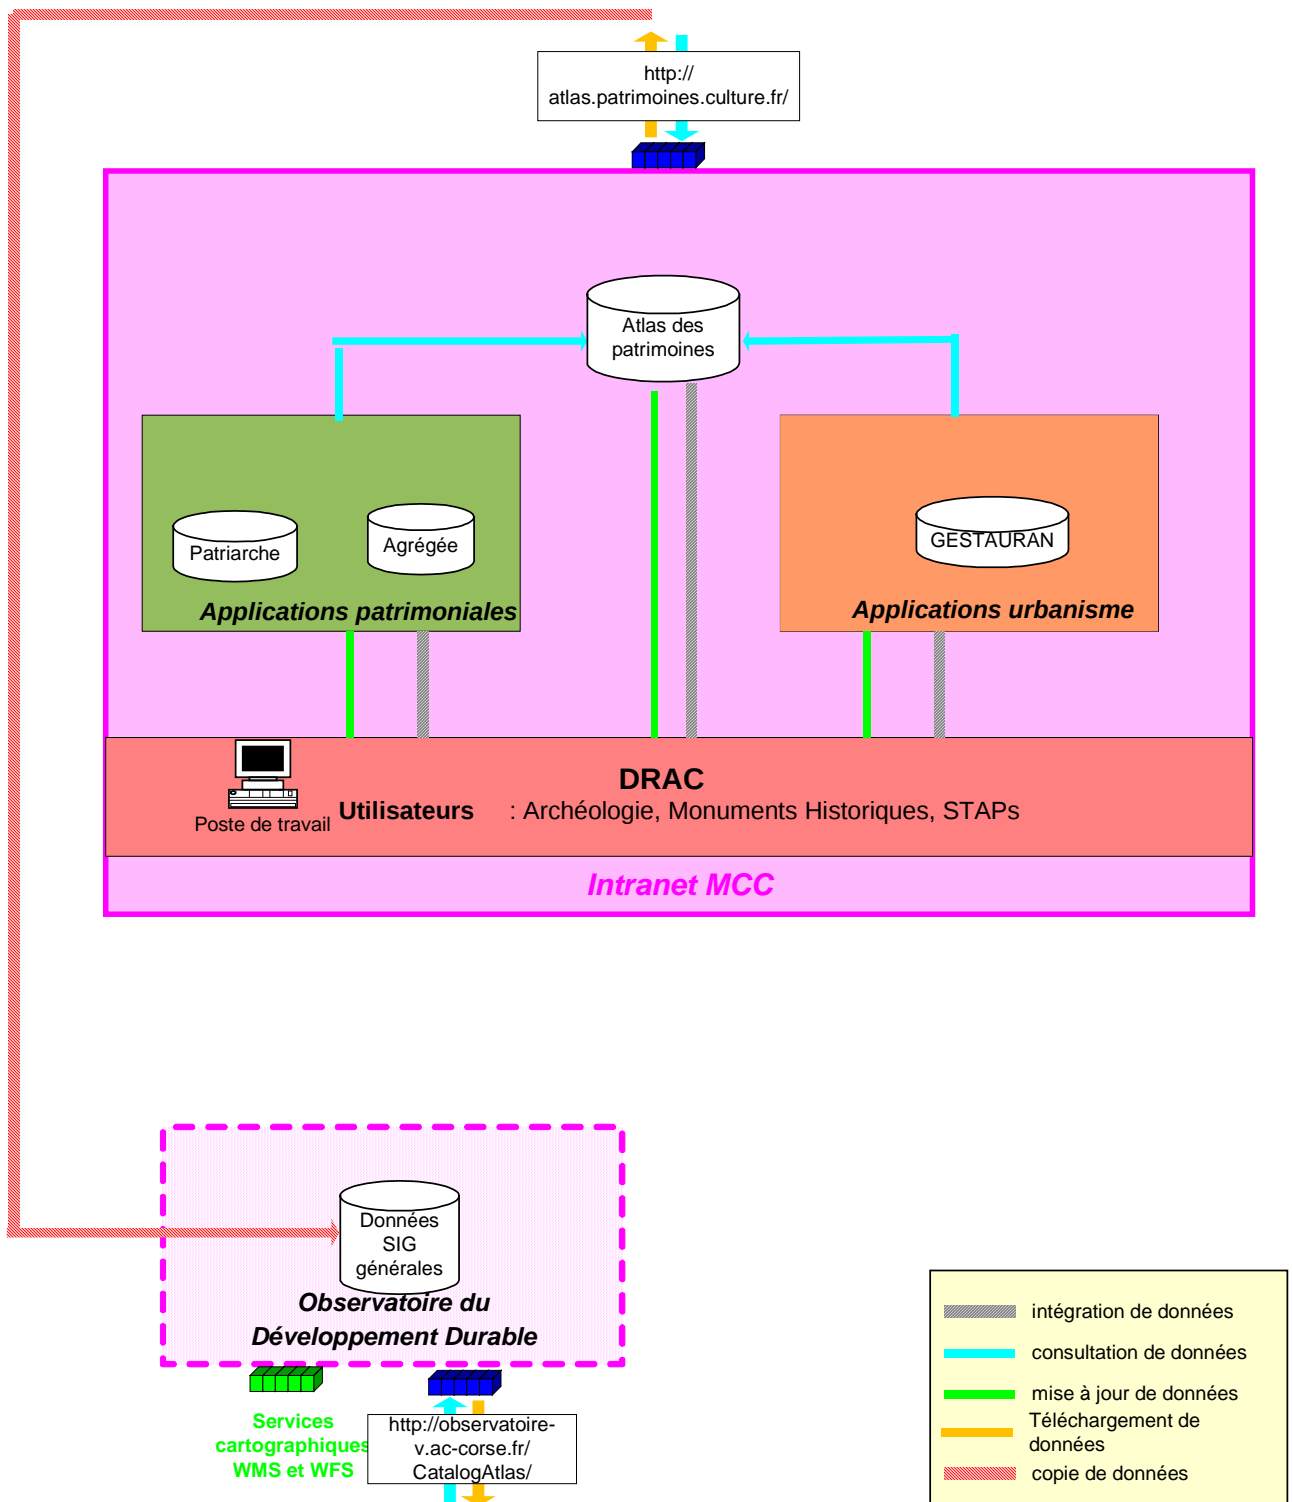 http://
atlas.patrimoines.culture.fr/
Atlas des
patrimoines
Patriarche
Agrégée
Applications patrimoniales
GESTAURAN
Applications urbanisme
DRAC
Utilisateurs : Archéologie, Monuments Historiques, STAPs
Poste de travail
Intranet MCC
Données
SIG
générales
Observatoire du
Développement Durable
Services
cartographiques
WMS et WFS
http://observatoire-
v.ac-corse.fr/
CatalogAtlas/
intégration de données
consultation de données
mise à jour de données
Téléchargement de
données
copie de données